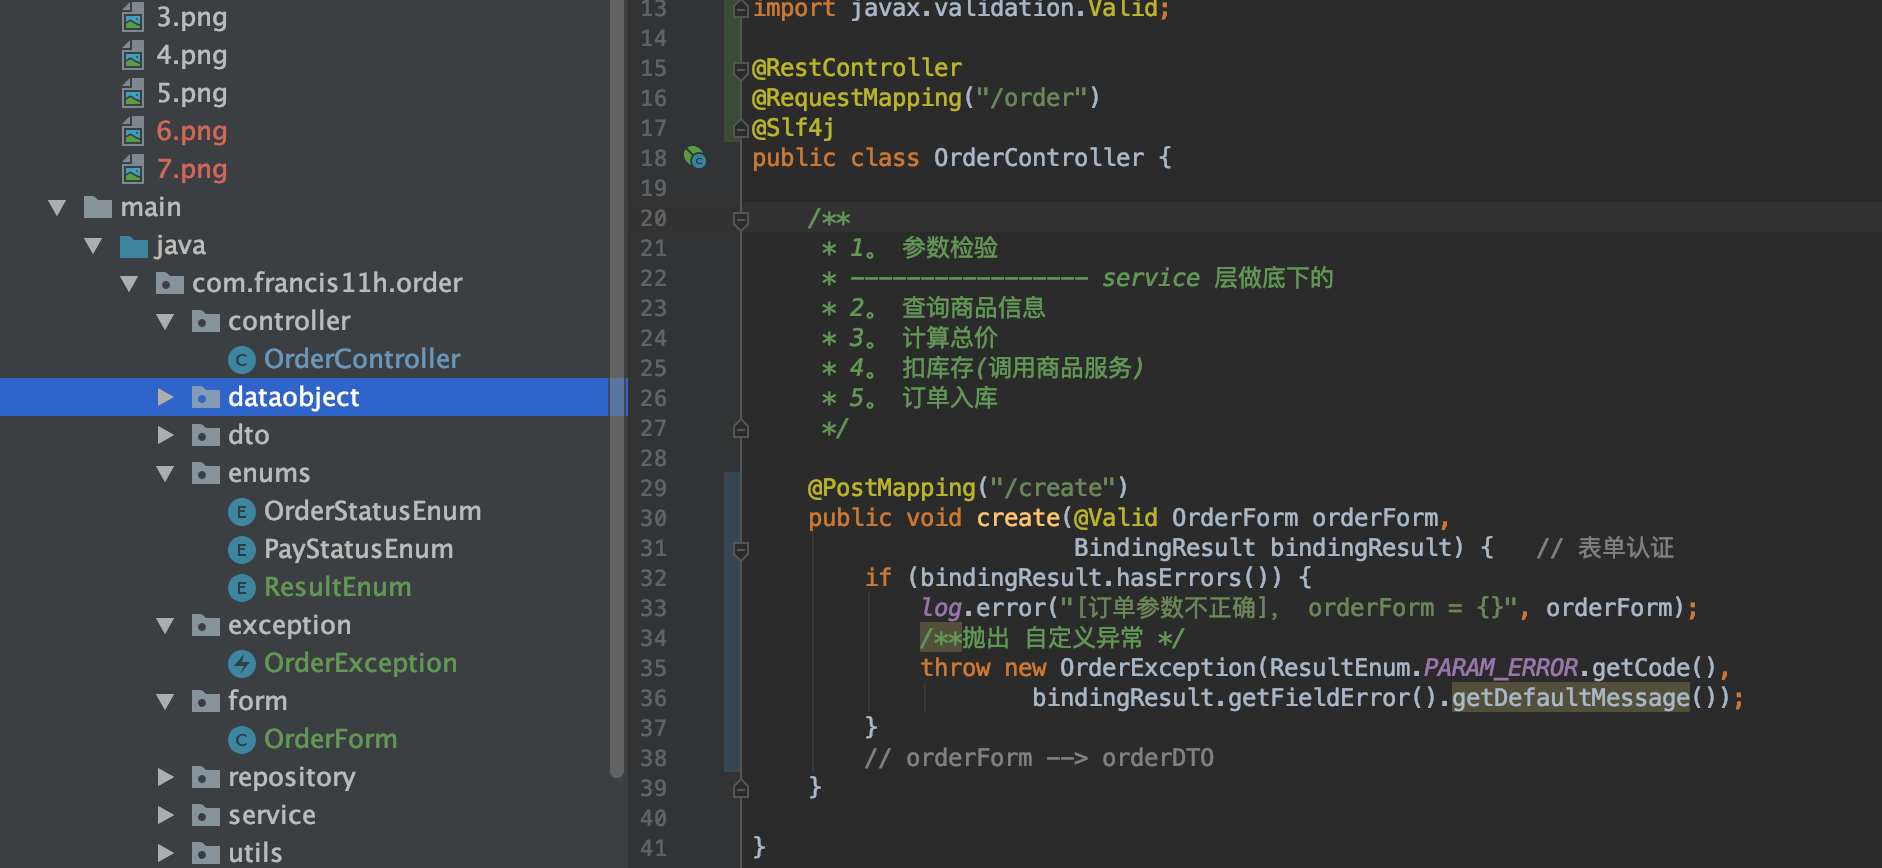 3.png
4.png
5.png
6.png
7.png
main
java
com.francis11h.order
controller
OrderController
dataobject
dto
enums
OrderStatusEnum
PayStatusEnum
ResultEnum
exception
OrderException
form
OrderForm
repository
service
utils
13 import javax.validation.Valid;
14
15 @RestController
16 @RequestMapping("/order")
17 @Slf4j
18 public class OrderController {
19
20 /**
21 * 1。 参数检验
22 * ----------------- service 层做底下的
23 * 2。 查询商品信息
24 * 3。 计算总价
25 * 4。 扣库存(调用商品服务)
26 * 5。 订单入库
27 */
28
29 @PostMapping("/create")
30 public void create(@Valid OrderForm orderForm,
31 BindingResult bindingResult) { // 表单认证
32 if (bindingResult.hasErrors()) {
33 log.error("[订单参数不正确], orderForm = {}", orderForm);
34 /**抛出 自定义异常 */
35 throw new OrderException(ResultEnum.PARAM_ERROR.getCode(),
36 bindingResult.getFieldError().getDefaultMessage());
37 }
38 // orderForm --> orderDTO
39 }
40
41 }